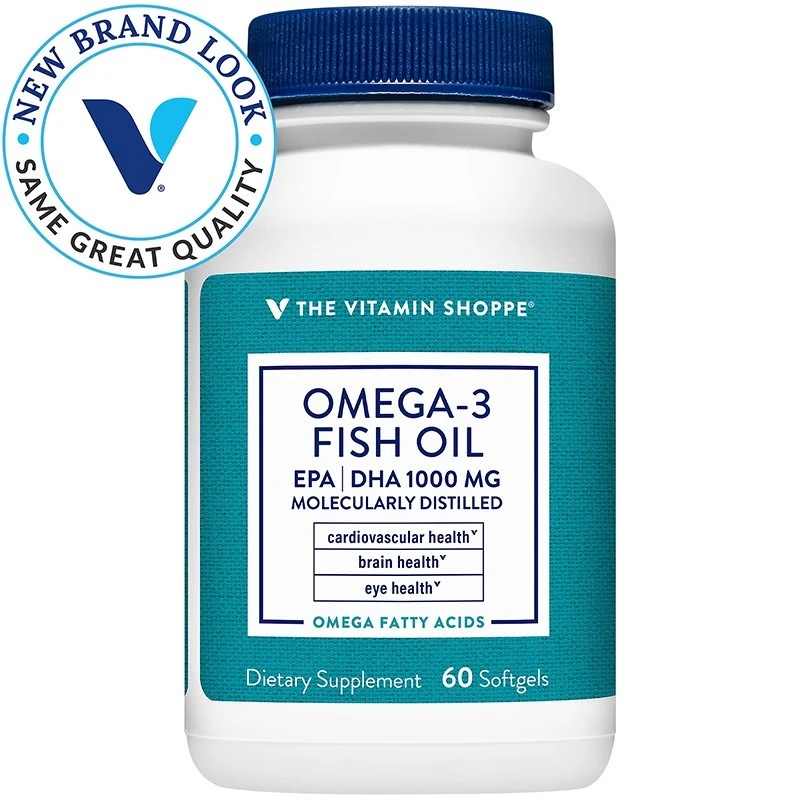 NEW BRAND LOOK
SAME GREAT QUALITY
®
THE VITAMIN SHOPPE®
OMEGA-3
FISH OIL
EPA | DHA 1000 MG
MOLECULARLY DISTILLED
cardiovascular health˅
brain health˅
eye health˅
OMEGA FATTY ACIDS
Dietary Supplement 60 Softgels